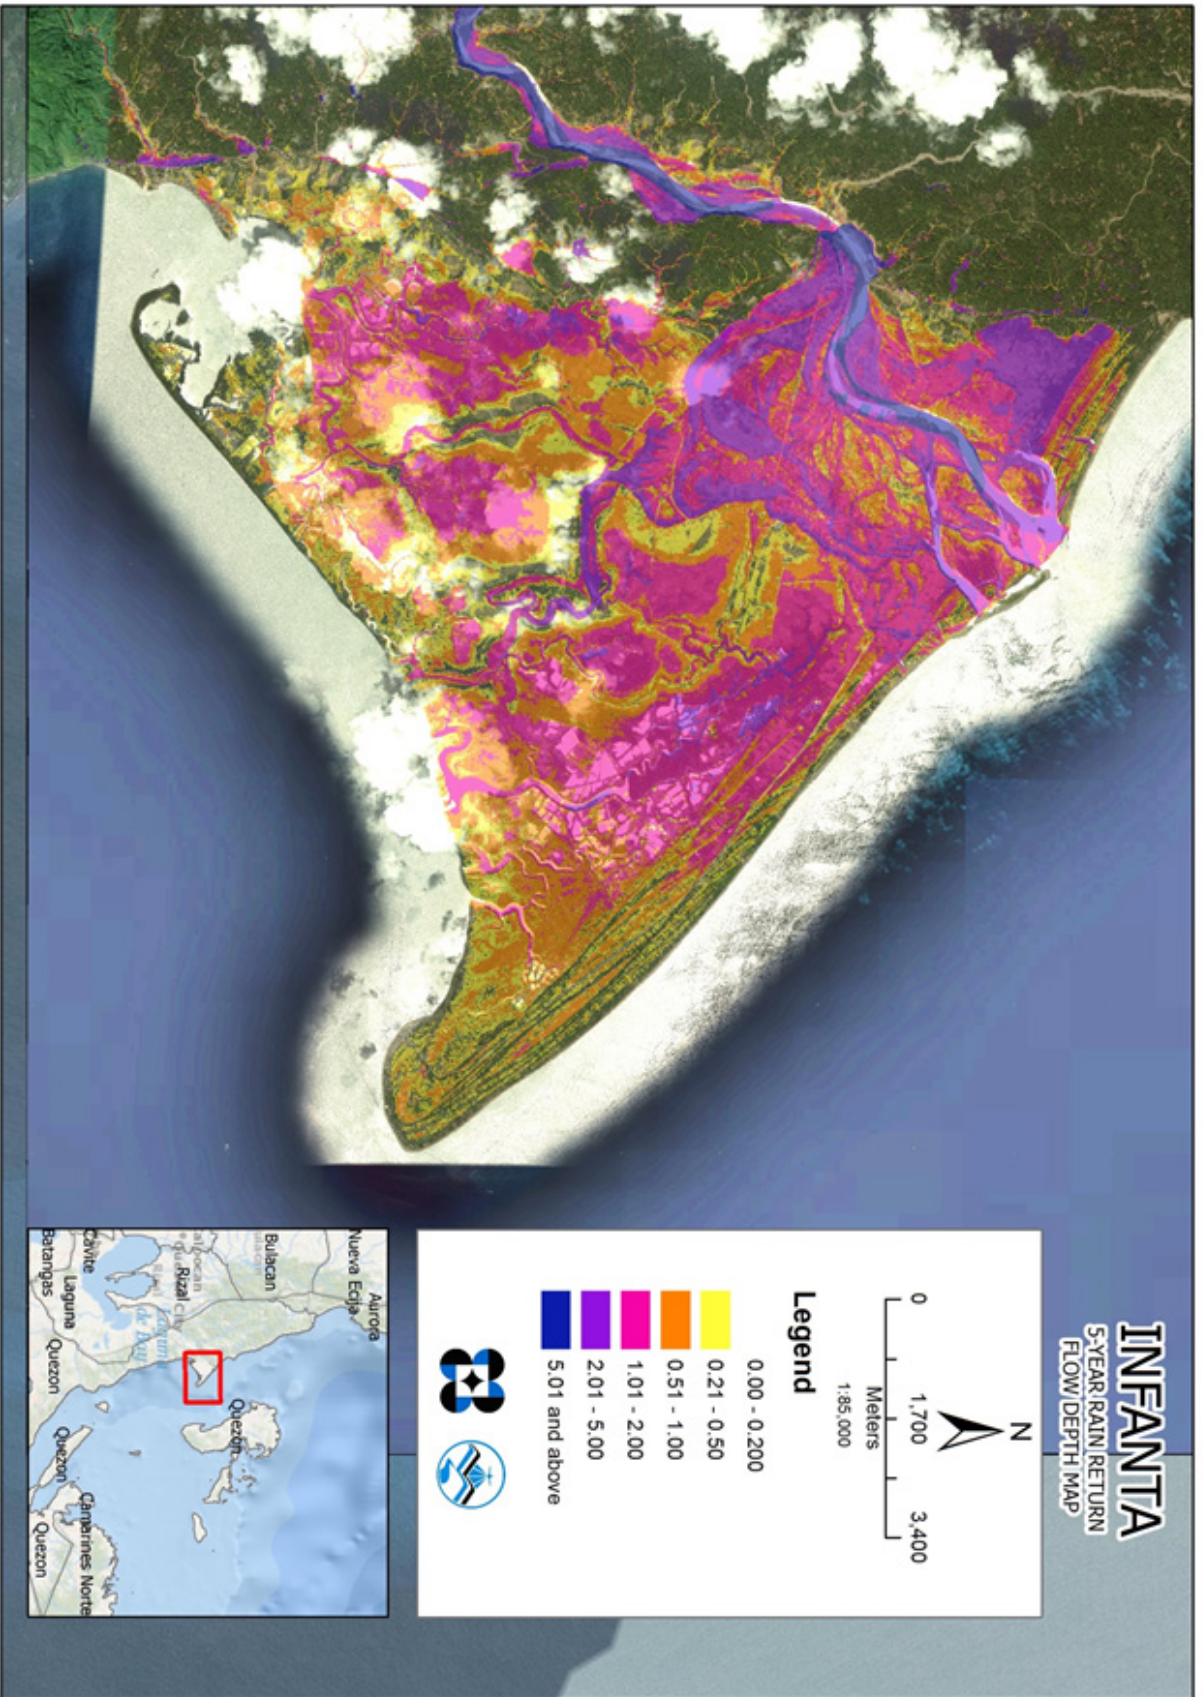 INFANTA
5-YEAR RAIN RETURN
FLOW DEPTH MAP
N
0 1,700 3,400
Meters
1:85,000
Legend
0.00 - 0.200
0.21 - 0.50
0.51 - 1.00
1.01 - 2.00
2.01 - 5.00
5.01 and above
Aurora
Nueva Ecija
Bulacan
Rizal
Cavite
Laguna
Batangas
Quezon
Quezon
Quezon
Camarines Norte
Quezon